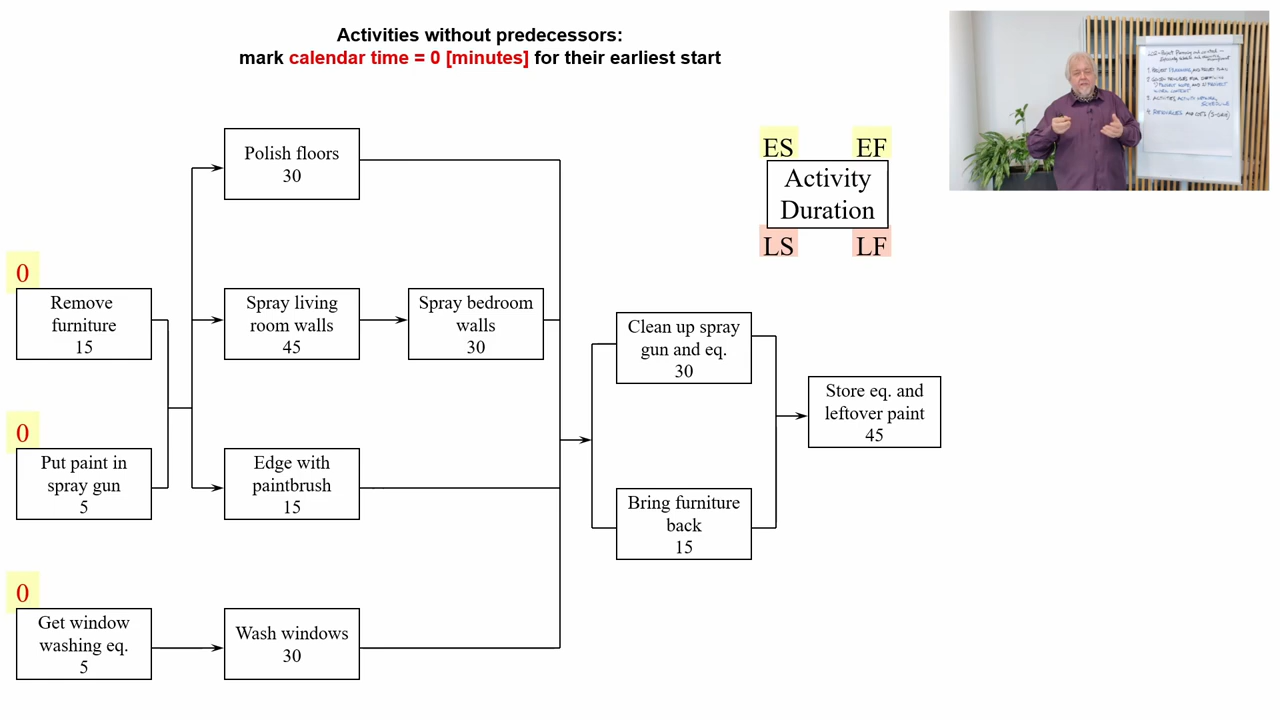 Activities without predecessors:
mark calendar time = 0 [minutes] for their earliest start
Polish floors
30
ES EF
Activity
Duration
LS LF
0
Remove
furniture
15
Spray living
room walls
45
Spray bedroom
walls
30
Clean up spray
gun and eq.
30
Store eq. and
leftover paint
45
0
Put paint in
spray gun
5
Edge with
paintbrush
15
Bring furniture
back
15
0
Get window
washing eq.
5
Wash windows
30